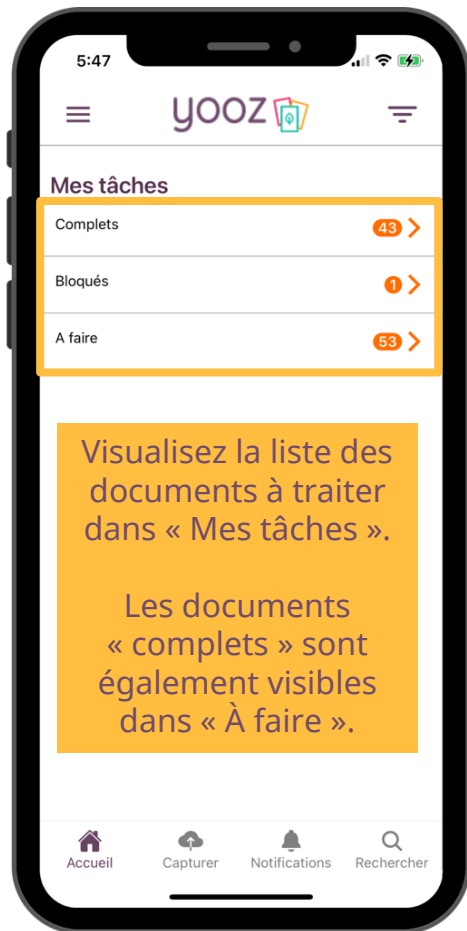 5:47
yooz
Mes tâches
Complets 43
Bloqués 1
A faire 53
Visualisez la liste des
documents à traiter
dans « Mes tâches ».
Les documents
« complets » sont
également visibles
dans « À faire ».
Accueil Capturer Notifications Rechercher